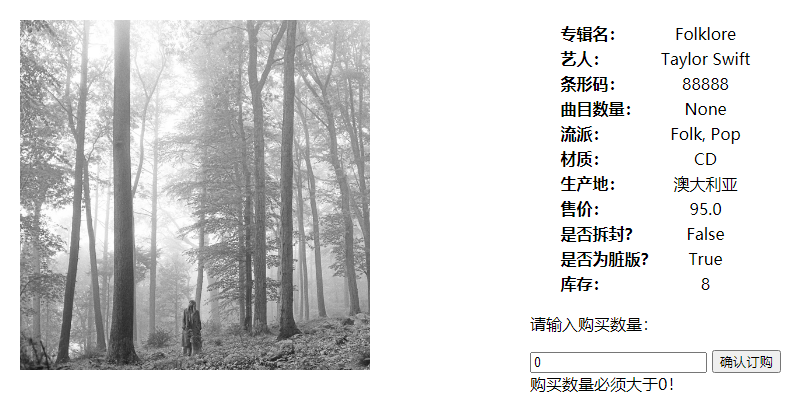 专辑名： Folklore
艺人： Taylor Swift
条形码： 88888
曲目数量： None
流派： Folk, Pop
材质： CD
生产地： 澳大利亚
售价： 95.0
是否拆封？ False
是否为脏版？ True
库存： 8
请输入购买数量：
0 确认订购
购买数量必须大于0！